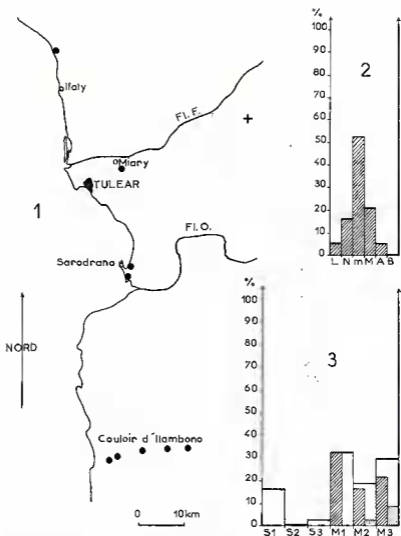 Ifaly
Fl. F.
Miary
TULEAR
1
Fl.O.
Sarodrano
NORD
Couloir d'Ilambono
0 10km
%
100
90
80
70
60
50
40
30
20
10
2
L N m M A B
%
100
90
80
70
60
50
40
30
20
10
3
S1 S2 S3 M1 M2 M3